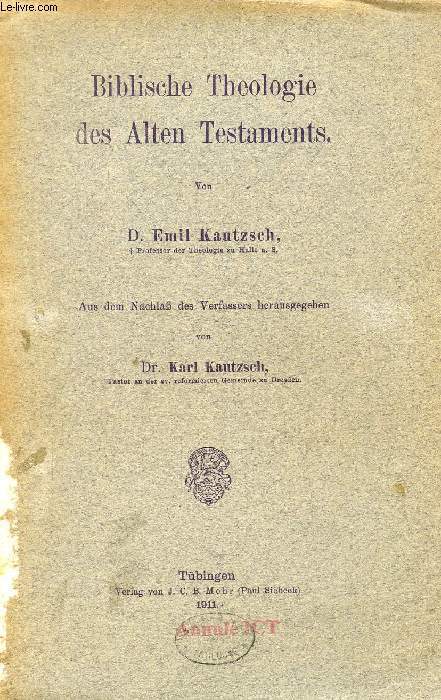 Le-livre.com
Biblische Theologie
des Alten Testaments.
Von
D. Emil Kautzsch,
† Professor der Theologie zu Halle a. S.
Aus dem Nachlaß des Verfassers herausgegeben
von
Dr. Karl Kautzsch,
Pastor an der ev. reformierten Gemeinde zu Dresden.
Tübingen
Verlag von J. C. B. Mohr (Paul Siebeck)
1911.
Annulé ICT